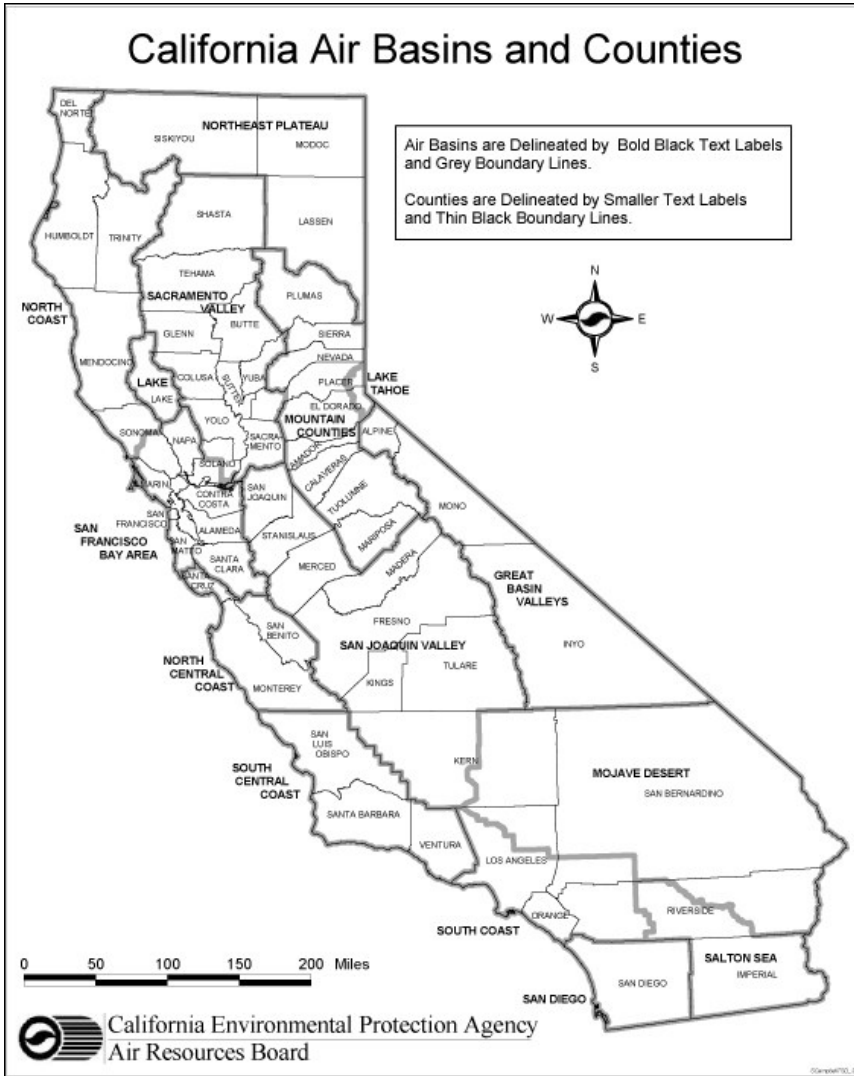 California Air Basins and Counties
Air Basins are Delineated by Bold Black Text Labels
and Grey Boundary Lines.
Counties are Delineated by Smaller Text Labels
and Thin Black Boundary Lines.
N
W
E
S
DEL
NORTE
SISKIYOU
NORTHEAST PLATEAU
MODOC
HUMBOLDT
TRINITY
SHASTA
LASSEN
TEHAMA
PLUMAS
NORTH
COAST
SACRAMENTO
VALLEY
BUTTE
GLENN
SIERRA
MENDOCINO
NEVADA
COLUSA
SUTTER
YUBA
PLACER
LAKE
TAHOE
LAKE
LAKE
EL DORADO
YOLO
MOUNTAIN
COUNTIES
ALPINE
SONOMA
NAPA
SACRA-
MENTO
AMADOR
SOLANO
CALAVERAS
MARIN
CONTRA
COSTA
SAN
JOAQUIN
TUOLUMNE
MONO
SAN
FRANCISCO
SAN
FRANCISCO
BAY AREA
ALAMEDA
STANISLAUS
MARIPOSA
SAN
MATEO
SANTA
CLARA
MERCED
MADERA
SANTA
CRUZ
GREAT
BASIN
VALLEYS
SAN
BENITO
FRESNO
SAN JOAQUIN VALLEY
INYO
NORTH
CENTRAL
COAST
MONTEREY
KINGS
TULARE
SAN
LUIS
OBISPO
KERN
SOUTH
CENTRAL
COAST
MOJAVE DESERT
SAN BERNARDINO
SANTA BARBARA
VENTURA
LOS ANGELES
ORANGE
RIVERSIDE
SOUTH COAST
SALTON SEA
IMPERIAL
SAN DIEGO
SAN DIEGO
0 50 100 150 200 Miles
California Environmental Protection Agency
Air Resources Board